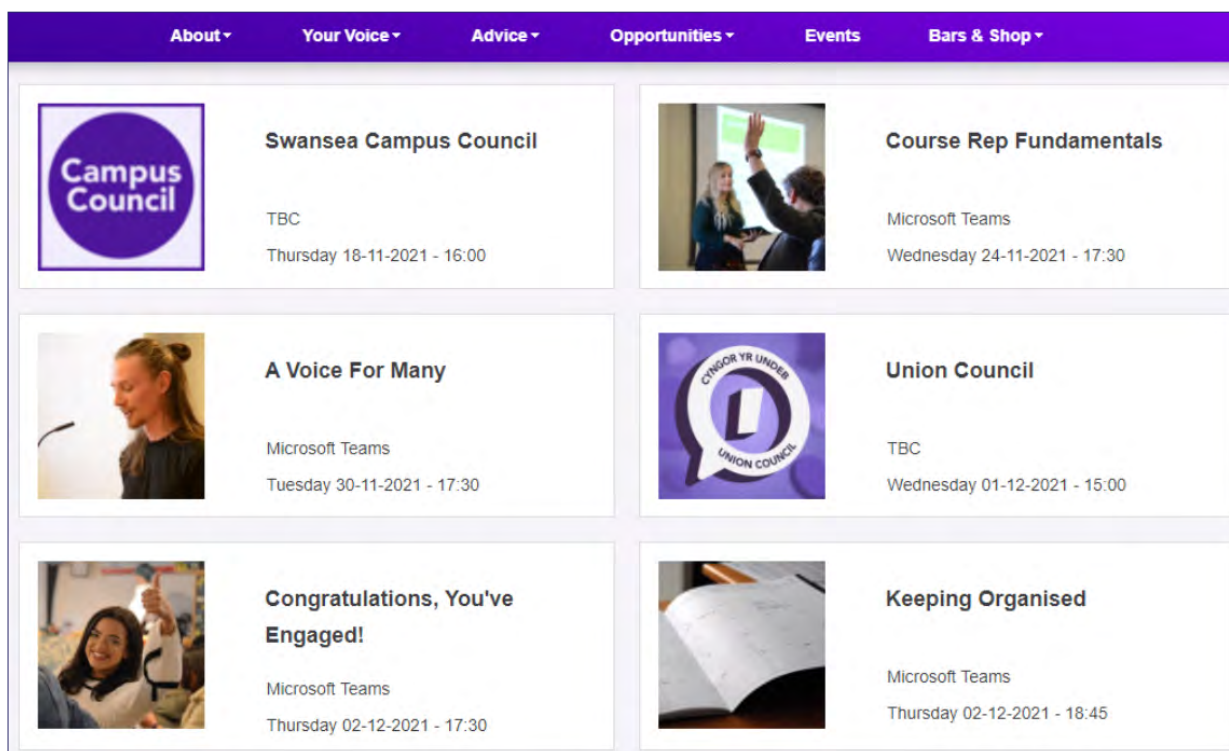 About
Your Voice
Advice
Opportunities
Events
Bars & Shop
Campus
Council
Swansea Campus Council
TBC
Thursday 18-11-2021 - 16:00
Course Rep Fundamentals
Microsoft Teams
Wednesday 24-11-2021 - 17:30
A Voice For Many
Microsoft Teams
Tuesday 30-11-2021 - 17:30
CYNGOR YR UNDEB
UNION COUNCIL
Union Council
TBC
Wednesday 01-12-2021 - 15:00
Congratulations, You've
Engaged!
Microsoft Teams
Thursday 02-12-2021 - 17:30
Keeping Organised
Microsoft Teams
Thursday 02-12-2021 - 18:45